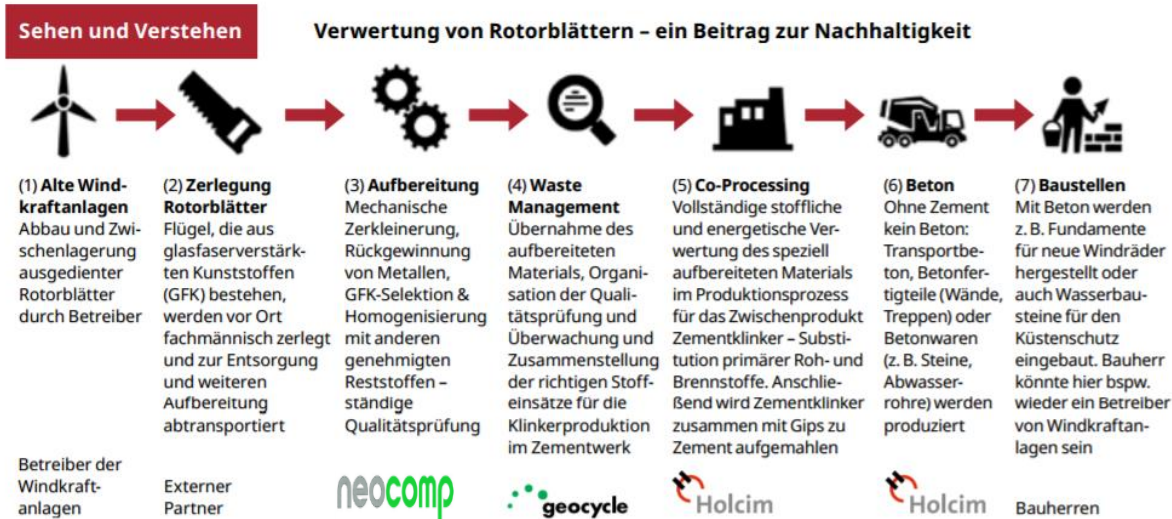 Sehen und Verstehen
Verwertung von Rotorblättern – ein Beitrag zur Nachhaltigkeit
(1) Alte Wind-
kraftanlagen
Abbau und Zwi-
schenlagerung
ausgedienter
Rotorblätter
durch Betreiber
Betreiber der
Windkraft-
anlagen
(2) Zerlegung
Rotorblätter
Flügel, die aus
glasfaserverstärk-
ten Kunststoffen
(GFK) bestehen,
werden vor Ort
fachmännisch zerlegt
und zur Entsorgung
und weiteren
Aufbereitung
abtransportiert
Externer
Partner
(3) Aufbereitung
Mechanische
Zerkleinerung,
Rückgewinnung
von Metallen,
GFK-Selektion &
Homogenisierung
mit anderen
genehmigten
Reststoffen –
ständige
Qualitätsprüfung
neocomp
(4) Waste
Management
Übernahme des
aufbereiteten
Materials, Organi-
sation der Quali-
tätsprüfung und
Überwachung und
Zusammenstellung
der richtigen Stoff-
einsätze für die
Klinkerproduktion
im Zementwerk
geocycle
(5) Co-Processing
Vollständige stoffliche
und energetische Ver-
wertung des speziell
aufbereiteten Materials
im Produktionsprozess
für das Zwischenprodukt
Zementklinker – Substi-
tution primärer Roh- und
Brennstoffe. Anschlie-
ßend wird Zementklinker
zusammen mit Gips zu
Zement aufgemahlen
Holcim
(6) Beton
Ohne Zement
kein Beton:
Transportbe-
ton, Betonfer-
tigteile (Wände,
Treppen) oder
Betonwaren
(z. B. Steine,
Abwasser-
rohre) werden
produziert
Holcim
(7) Baustellen
Mit Beton werden
z. B. Fundamente
für neue Windräder
hergestellt oder
auch Wasserbau-
steine für den
Küstenschutz
eingebaut. Bauherr
könnte hier bspw.
wieder ein Betreiber
von Windkraftan-
lagen sein
Bauherren